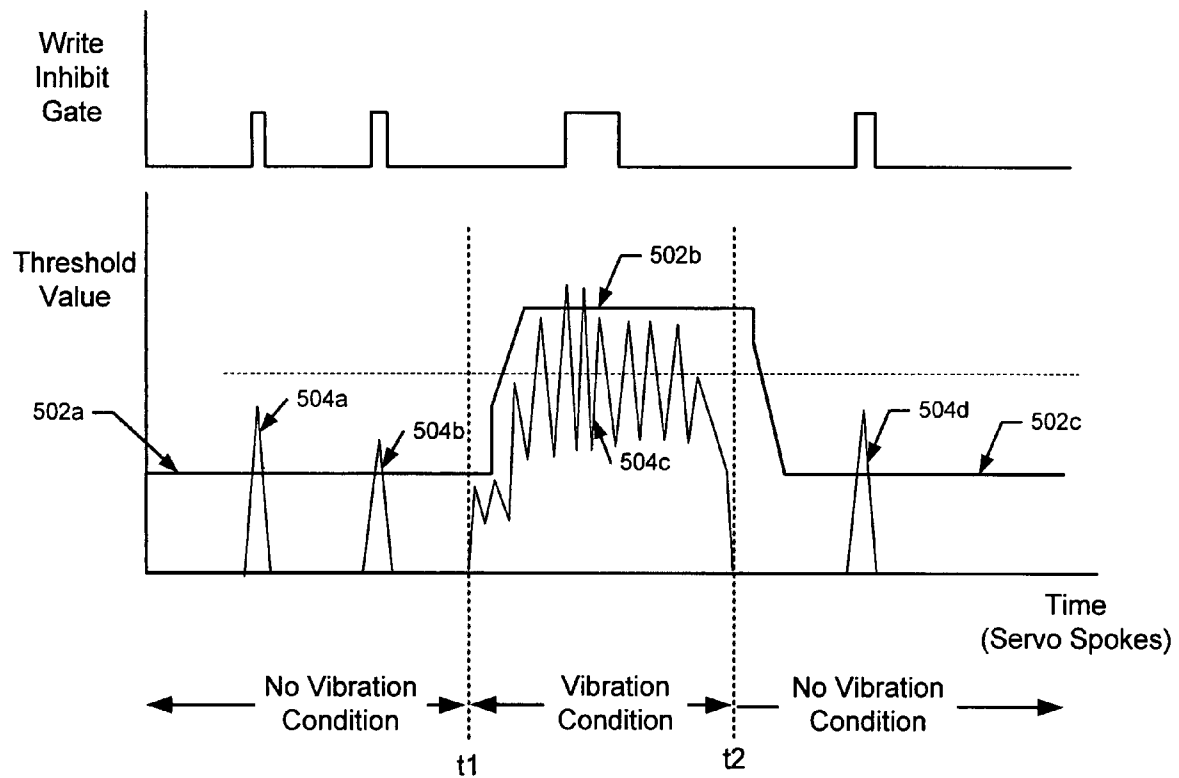 Write
Inhibit
Gate
Threshold
Value
502b
502a
504a
504b
504c
504d
502c
Time
(Servo Spokes)
No Vibration
Condition
Vibration
Condition
No Vibration
Condition
t1
t2